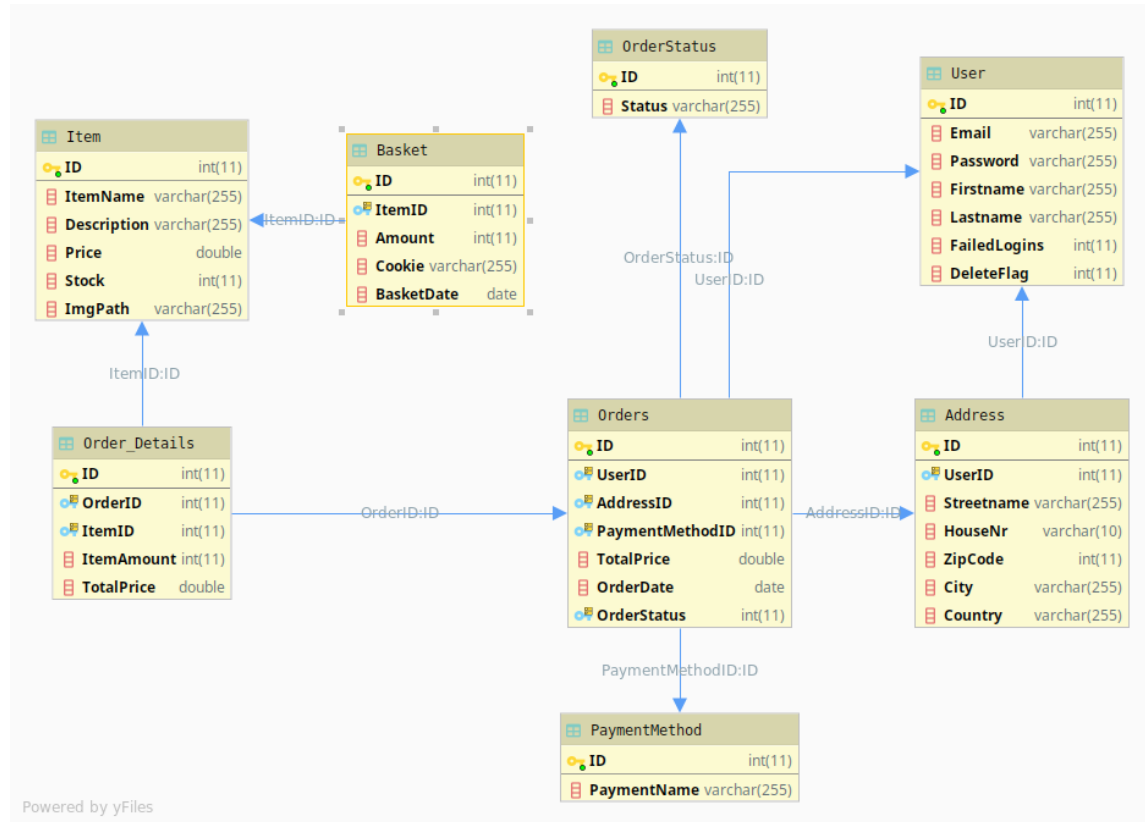 OrderStatus
ID int(11)
Status varchar(255)
User
ID int(11)
Email varchar(255)
Password varchar(255)
Firstname varchar(255)
Lastname varchar(255)
FailedLogins int(11)
DeleteFlag int(11)
Item
ID int(11)
ItemName varchar(255)
Description varchar(255)
Price double
Stock int(11)
ImgPath varchar(255)
Basket
ID int(11)
ItemID int(11)
Amount int(11)
Cookie varchar(255)
BasketDate date
ItemID:ID
OrderStatus:ID
UserID:ID
UserID:ID
ItemID:ID
Order_Details
ID int(11)
OrderID int(11)
ItemID int(11)
ItemAmount int(11)
TotalPrice double
OrderID:ID
Orders
ID int(11)
UserID int(11)
AddressID int(11)
PaymentMethodID int(11)
TotalPrice double
OrderDate date
OrderStatus int(11)
AddressID:ID
Address
ID int(11)
UserID int(11)
Streetname varchar(255)
HouseNr varchar(10)
ZipCode int(11)
City varchar(255)
Country varchar(255)
PaymentMethodID:ID
PaymentMethod
ID int(11)
PaymentName varchar(255)
Powered by yFiles